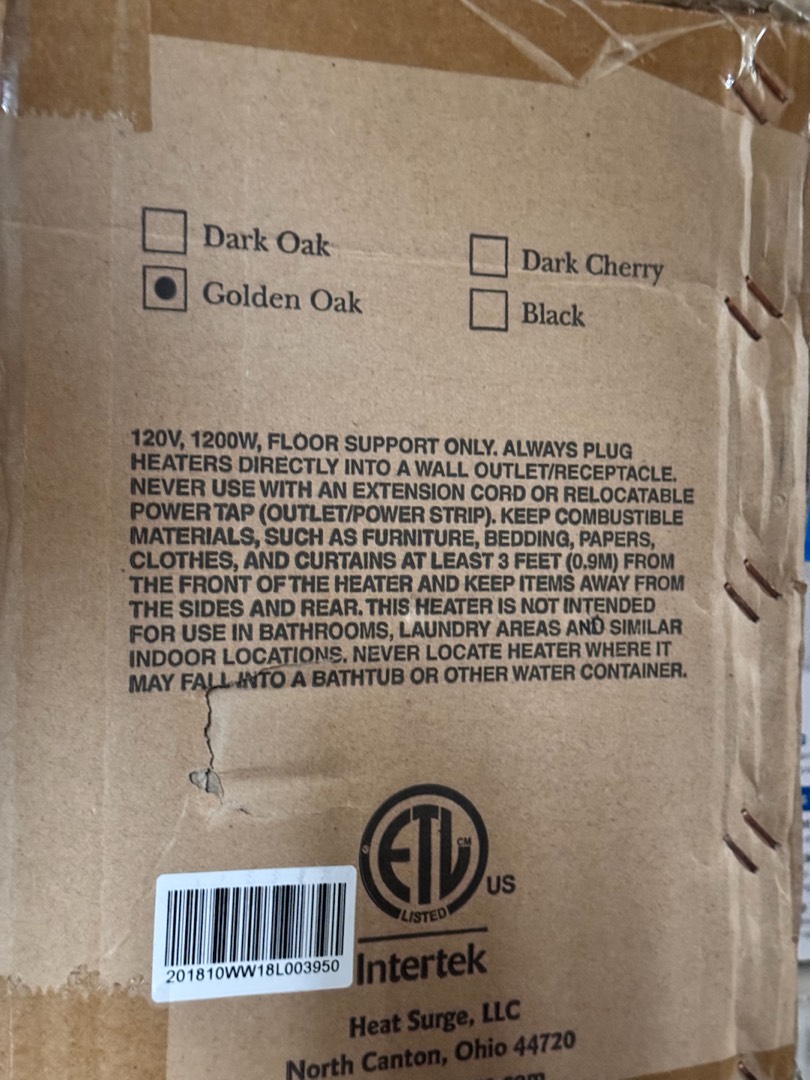 Dark Oak
Dark Cherry
Golden Oak
Black
120V, 1200W, FLOOR SUPPORT ONLY. ALWAYS PLUG
HEATERS DIRECTLY INTO A WALL OUTLET/RECEPTACLE.
NEVER USE WITH AN EXTENSION CORD OR RELOCATABLE
POWER TAP (OUTLET/POWER STRIP). KEEP COMBUSTIBLE
MATERIALS, SUCH AS FURNITURE, BEDDING, PAPERS,
CLOTHES, AND CURTAINS AT LEAST 3 FEET (0.9M) FROM
THE FRONT OF THE HEATER AND KEEP ITEMS AWAY FROM
THE SIDES AND REAR. THIS HEATER IS NOT INTENDED
FOR USE IN BATHROOMS, LAUNDRY AREAS AND SIMILAR
INDOOR LOCATIONS. NEVER LOCATE HEATER WHERE IT
MAY FALL INTO A BATHTUB OR OTHER WATER CONTAINER.
ETL CM
LISTED
US
Intertek
201810WW18L003950
Heat Surge, LLC
North Canton, Ohio 44720